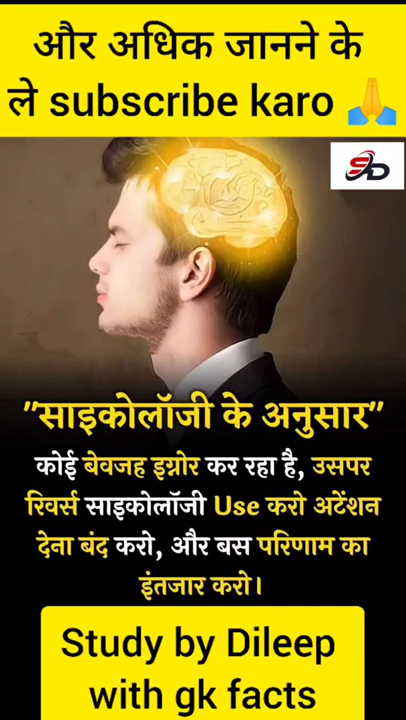 और अधिक जानने के
ले subscribe karo 🙏
SD
"साइकोलॉजी के अनुसार"
कोई बेवजह इग्नोर कर रहा है, उसपर
रिवर्स साइकोलॉजी Use करो अटेंशन
देना बंद करो, और बस परिणाम का
इंतजार करो।
Study by Dileep
with gk facts